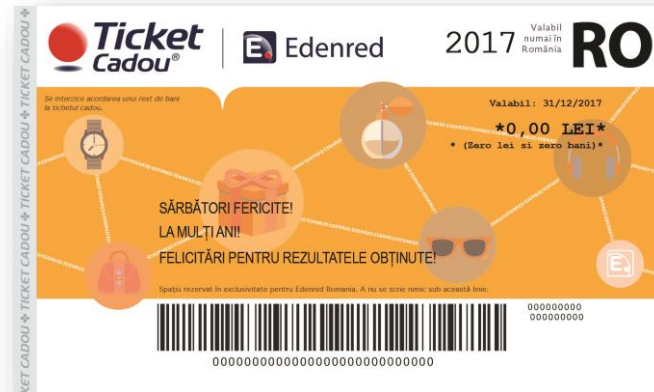 Ticket
Cadou®
E. Edenred
2017 Valabil
numai în
România
RO
Se interzice acordarea unui rest de bani
la tichetul cadou.
Valabil: 31/12/2017
*0,00 LEI*
* (Zero lei si zero bani)*
SĂRBĂTORI FERICITE!
LA MULȚI ANI!
FELICITĂRI PENTRU REZULTATELE OBȚINUTE!
E.
Spațiu rezervat în exclusivitate pentru Edenred Romania. A nu se scrie nimic sub această linie.
000000000
000000000
0000000000000000000000000000
TICKET CADOU TICKET CADOU TICKET CADOU TICKET CADOU